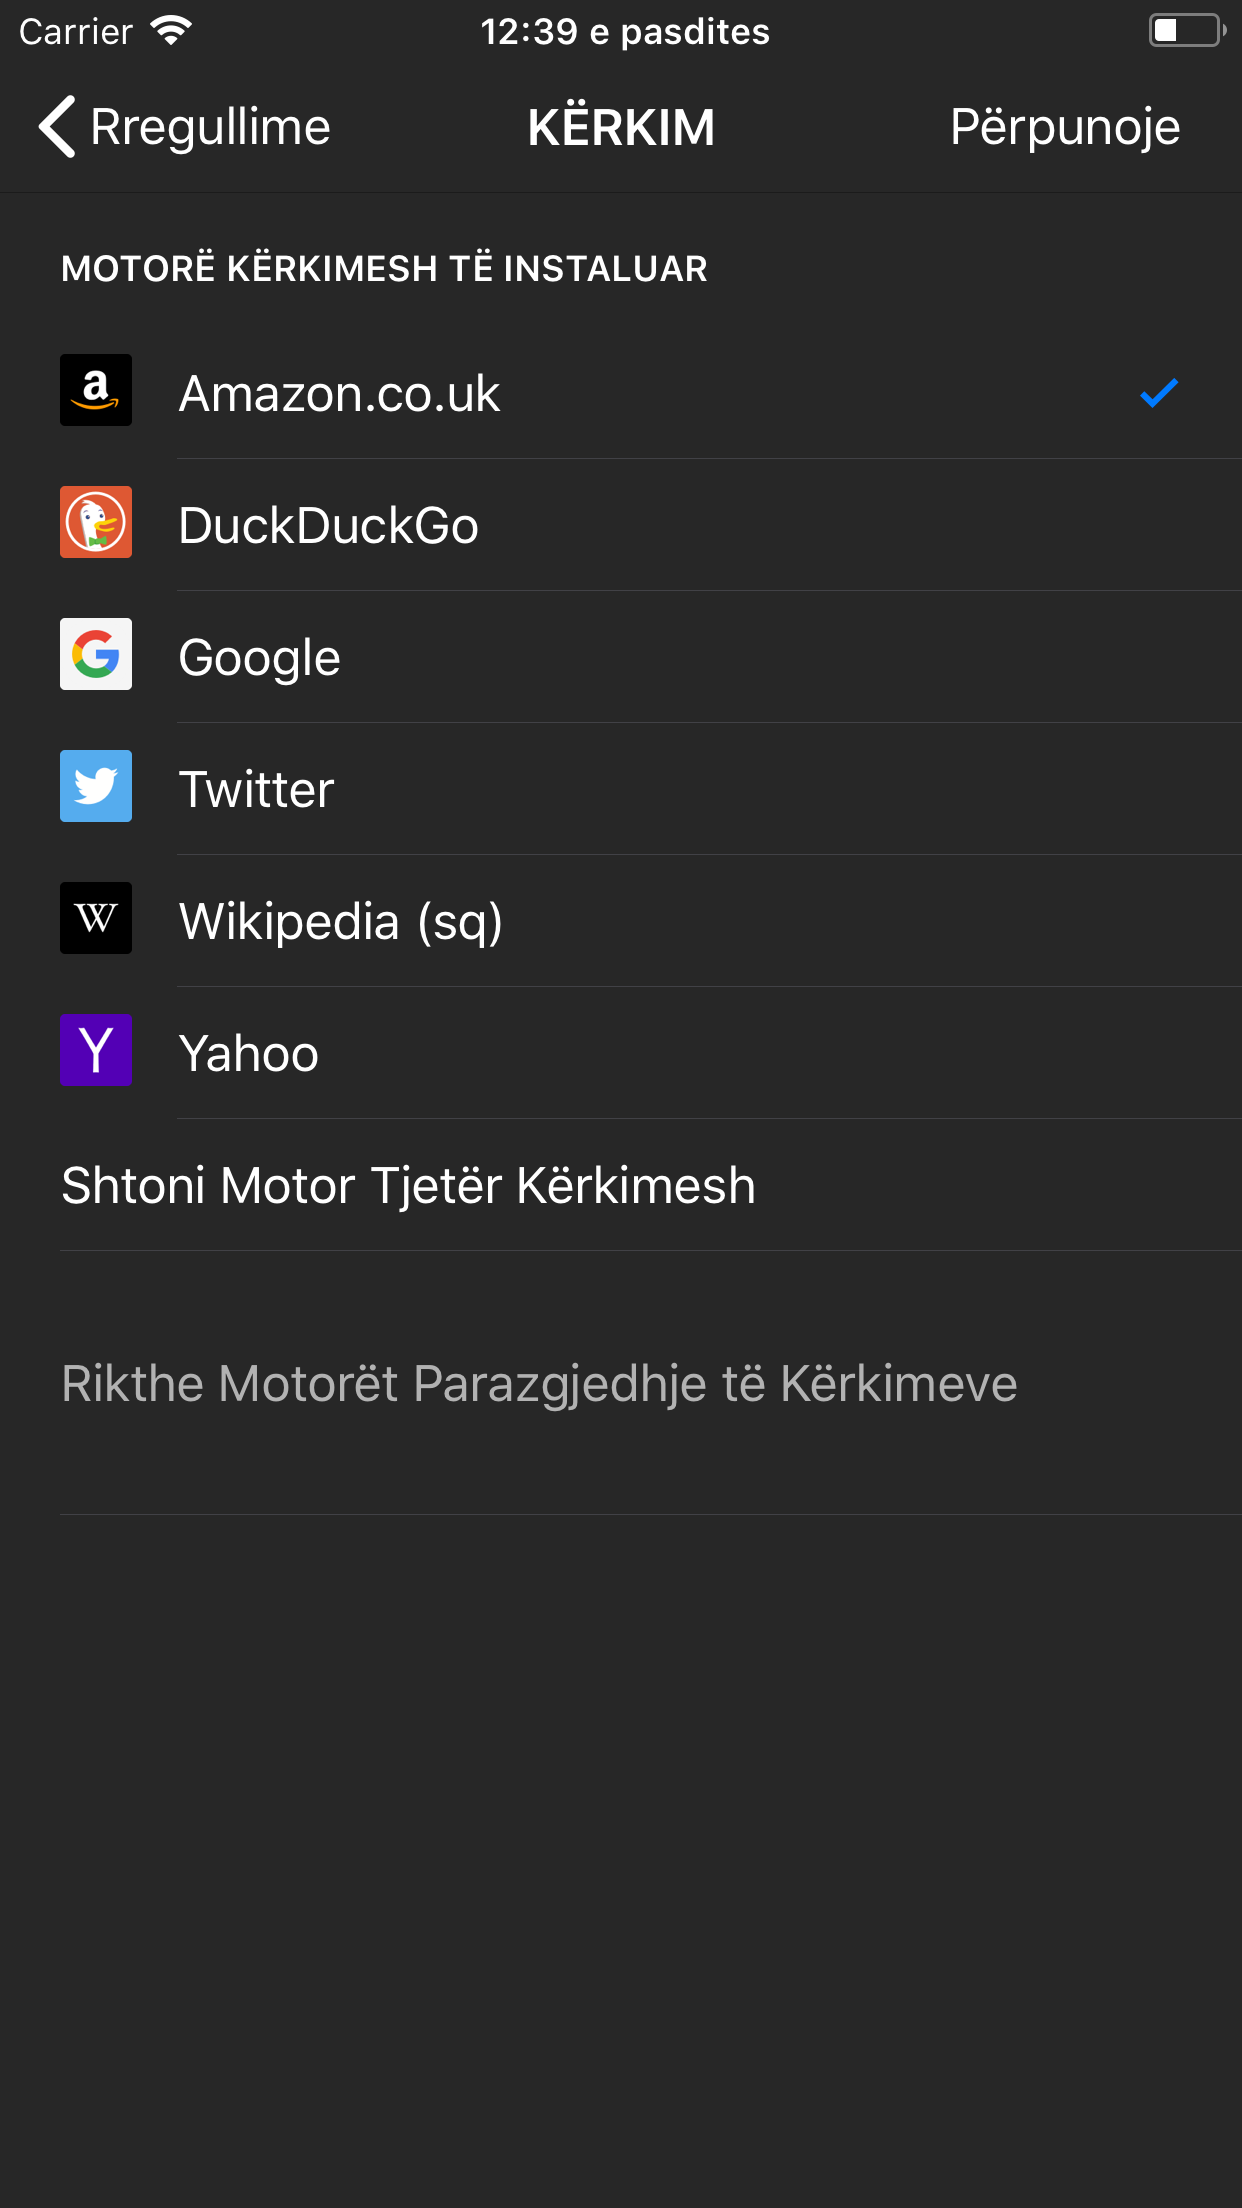 Carrier 12:39 e pasdites
Rregullime KËRKIM Përpunoje
MOTORË KËRKIMESH TË INSTALUAR
a Amazon.co.uk
DuckDuckGo
G Google
Twitter
W Wikipedia (sq)
Y Yahoo
Shtoni Motor Tjetër Kërkimesh
Rikthe Motorët Parazgjedhje të Kërkimeve